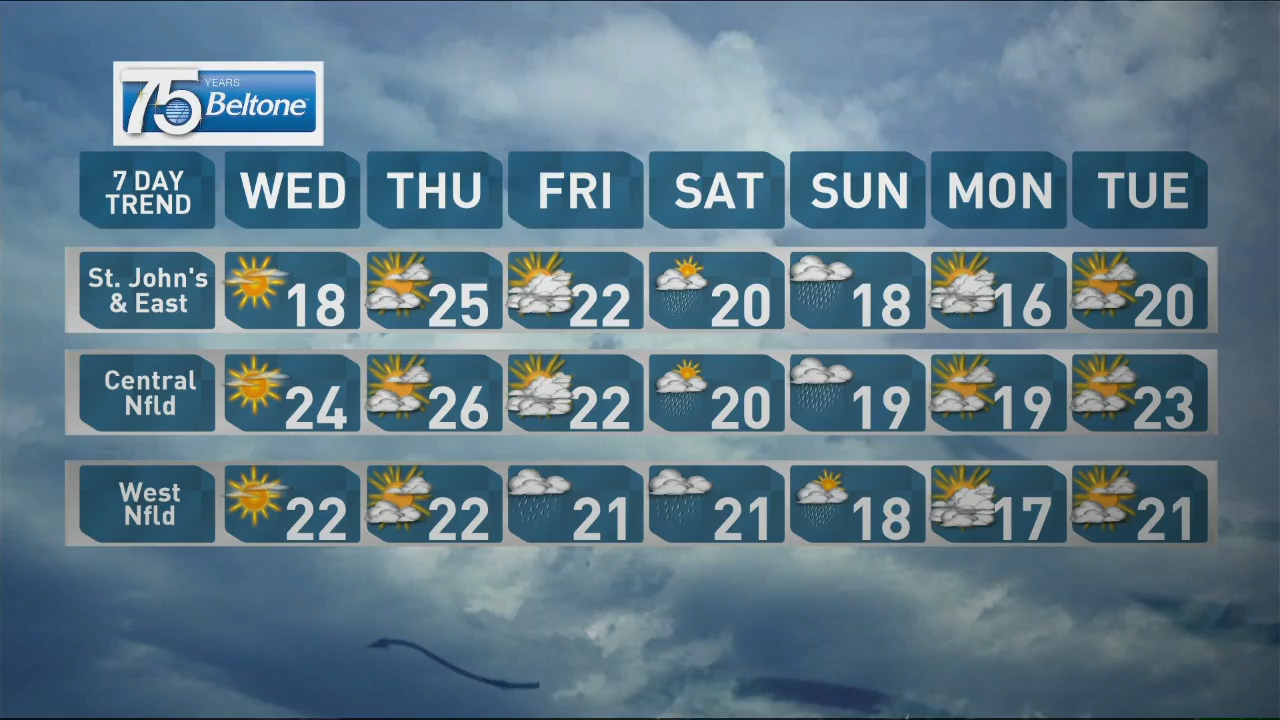 75 YEARS
Beltone
7 DAY
TREND
WED THU FRI SAT SUN MON TUE
St. John's
& East
18 25 22 20 18 16 20
Central
Nfld
24 26 22 20 19 19 23
West
Nfld
22 22 21 21 18 17 21